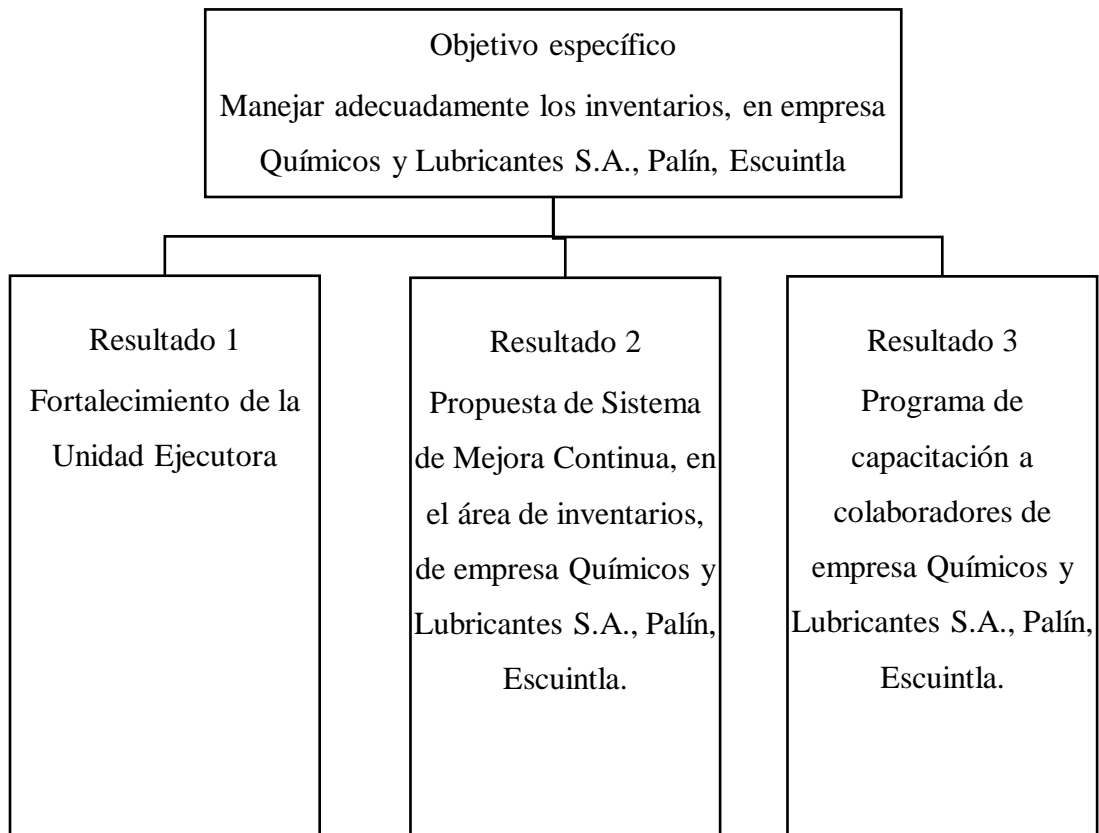 Objetivo específico
Manejar adecuadamente los inventarios, en empresa
Químicos y Lubricantes S.A., Palín, Escuintla
Resultado 1
Fortalecimiento de la
Unidad Ejecutora
Resultado 2
Propuesta de Sistema
de Mejora Continua, en
el área de inventarios,
de empresa Químicos y
Lubricantes S.A., Palín,
Escuintla.
Resultado 3
Programa de
capacitación a
colaboradores de
empresa Químicos y
Lubricantes S.A., Palín,
Escuintla.